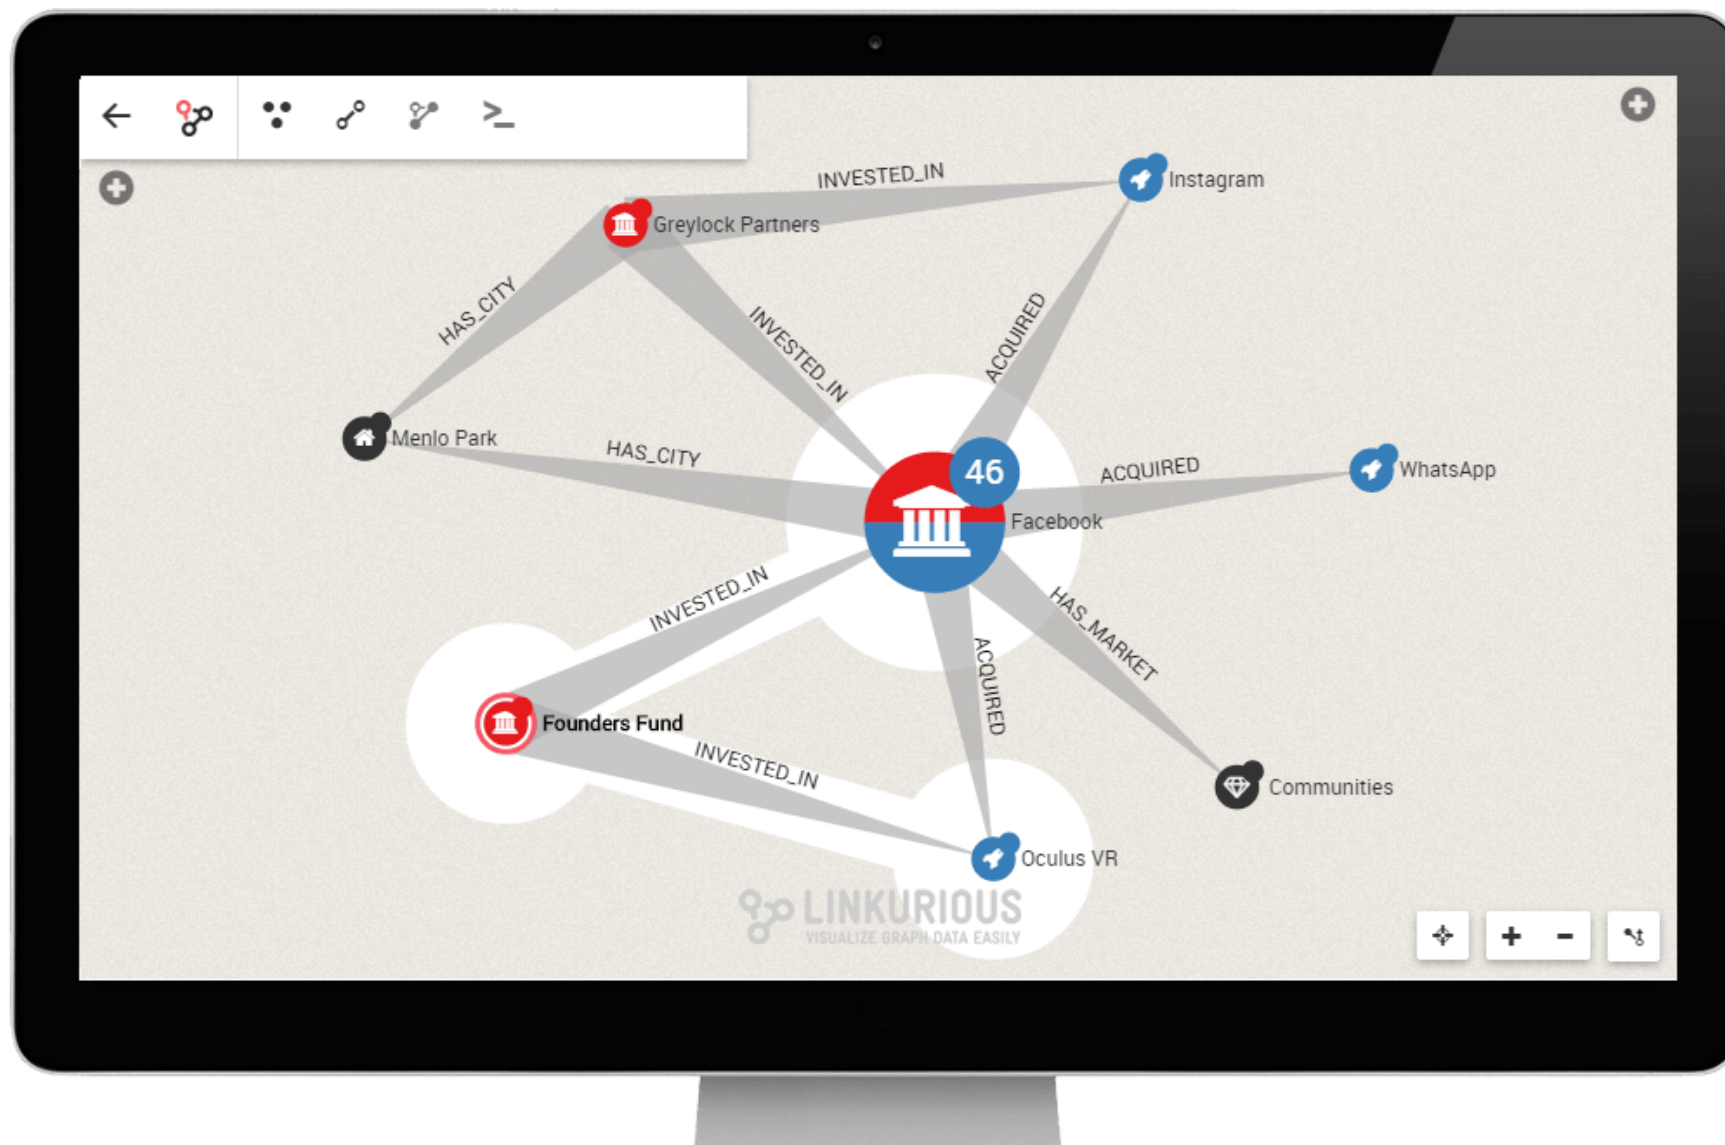 INVESTED_IN
Instagram
Greylock Partners
HAS_CITY
INVESTED_IN
ACQUIRED
Menlo Park
HAS_CITY
46
ACQUIRED
WhatsApp
Facebook
INVESTED_IN
HAS_MARKET
ACQUIRED
Founders Fund
INVESTED_IN
Communities
Oculus VR
LINKURIOUS
VISUALIZE GRAPH DATA EASILY